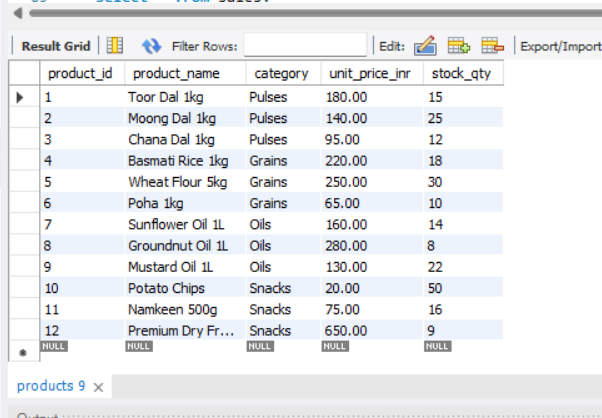 select * from sales;
Result Grid Filter Rows: Edit: Export/Import
product_id product_name category unit_price_inr stock_qty
1 Toor Dal 1kg Pulses 180.00 15
2 Moong Dal 1kg Pulses 140.00 25
3 Chana Dal 1kg Pulses 95.00 12
4 Basmati Rice 1kg Grains 220.00 18
5 Wheat Flour 5kg Grains 250.00 30
6 Poha 1kg Grains 65.00 10
7 Sunflower Oil 1L Oils 160.00 14
8 Groundnut Oil 1L Oils 280.00 8
9 Mustard Oil 1L Oils 130.00 22
10 Potato Chips Snacks 20.00 50
11 Namkeen 500g Snacks 75.00 16
12 Premium Dry Fr... Snacks 650.00 9
NULL NULL NULL NULL NULL
products 9
Output